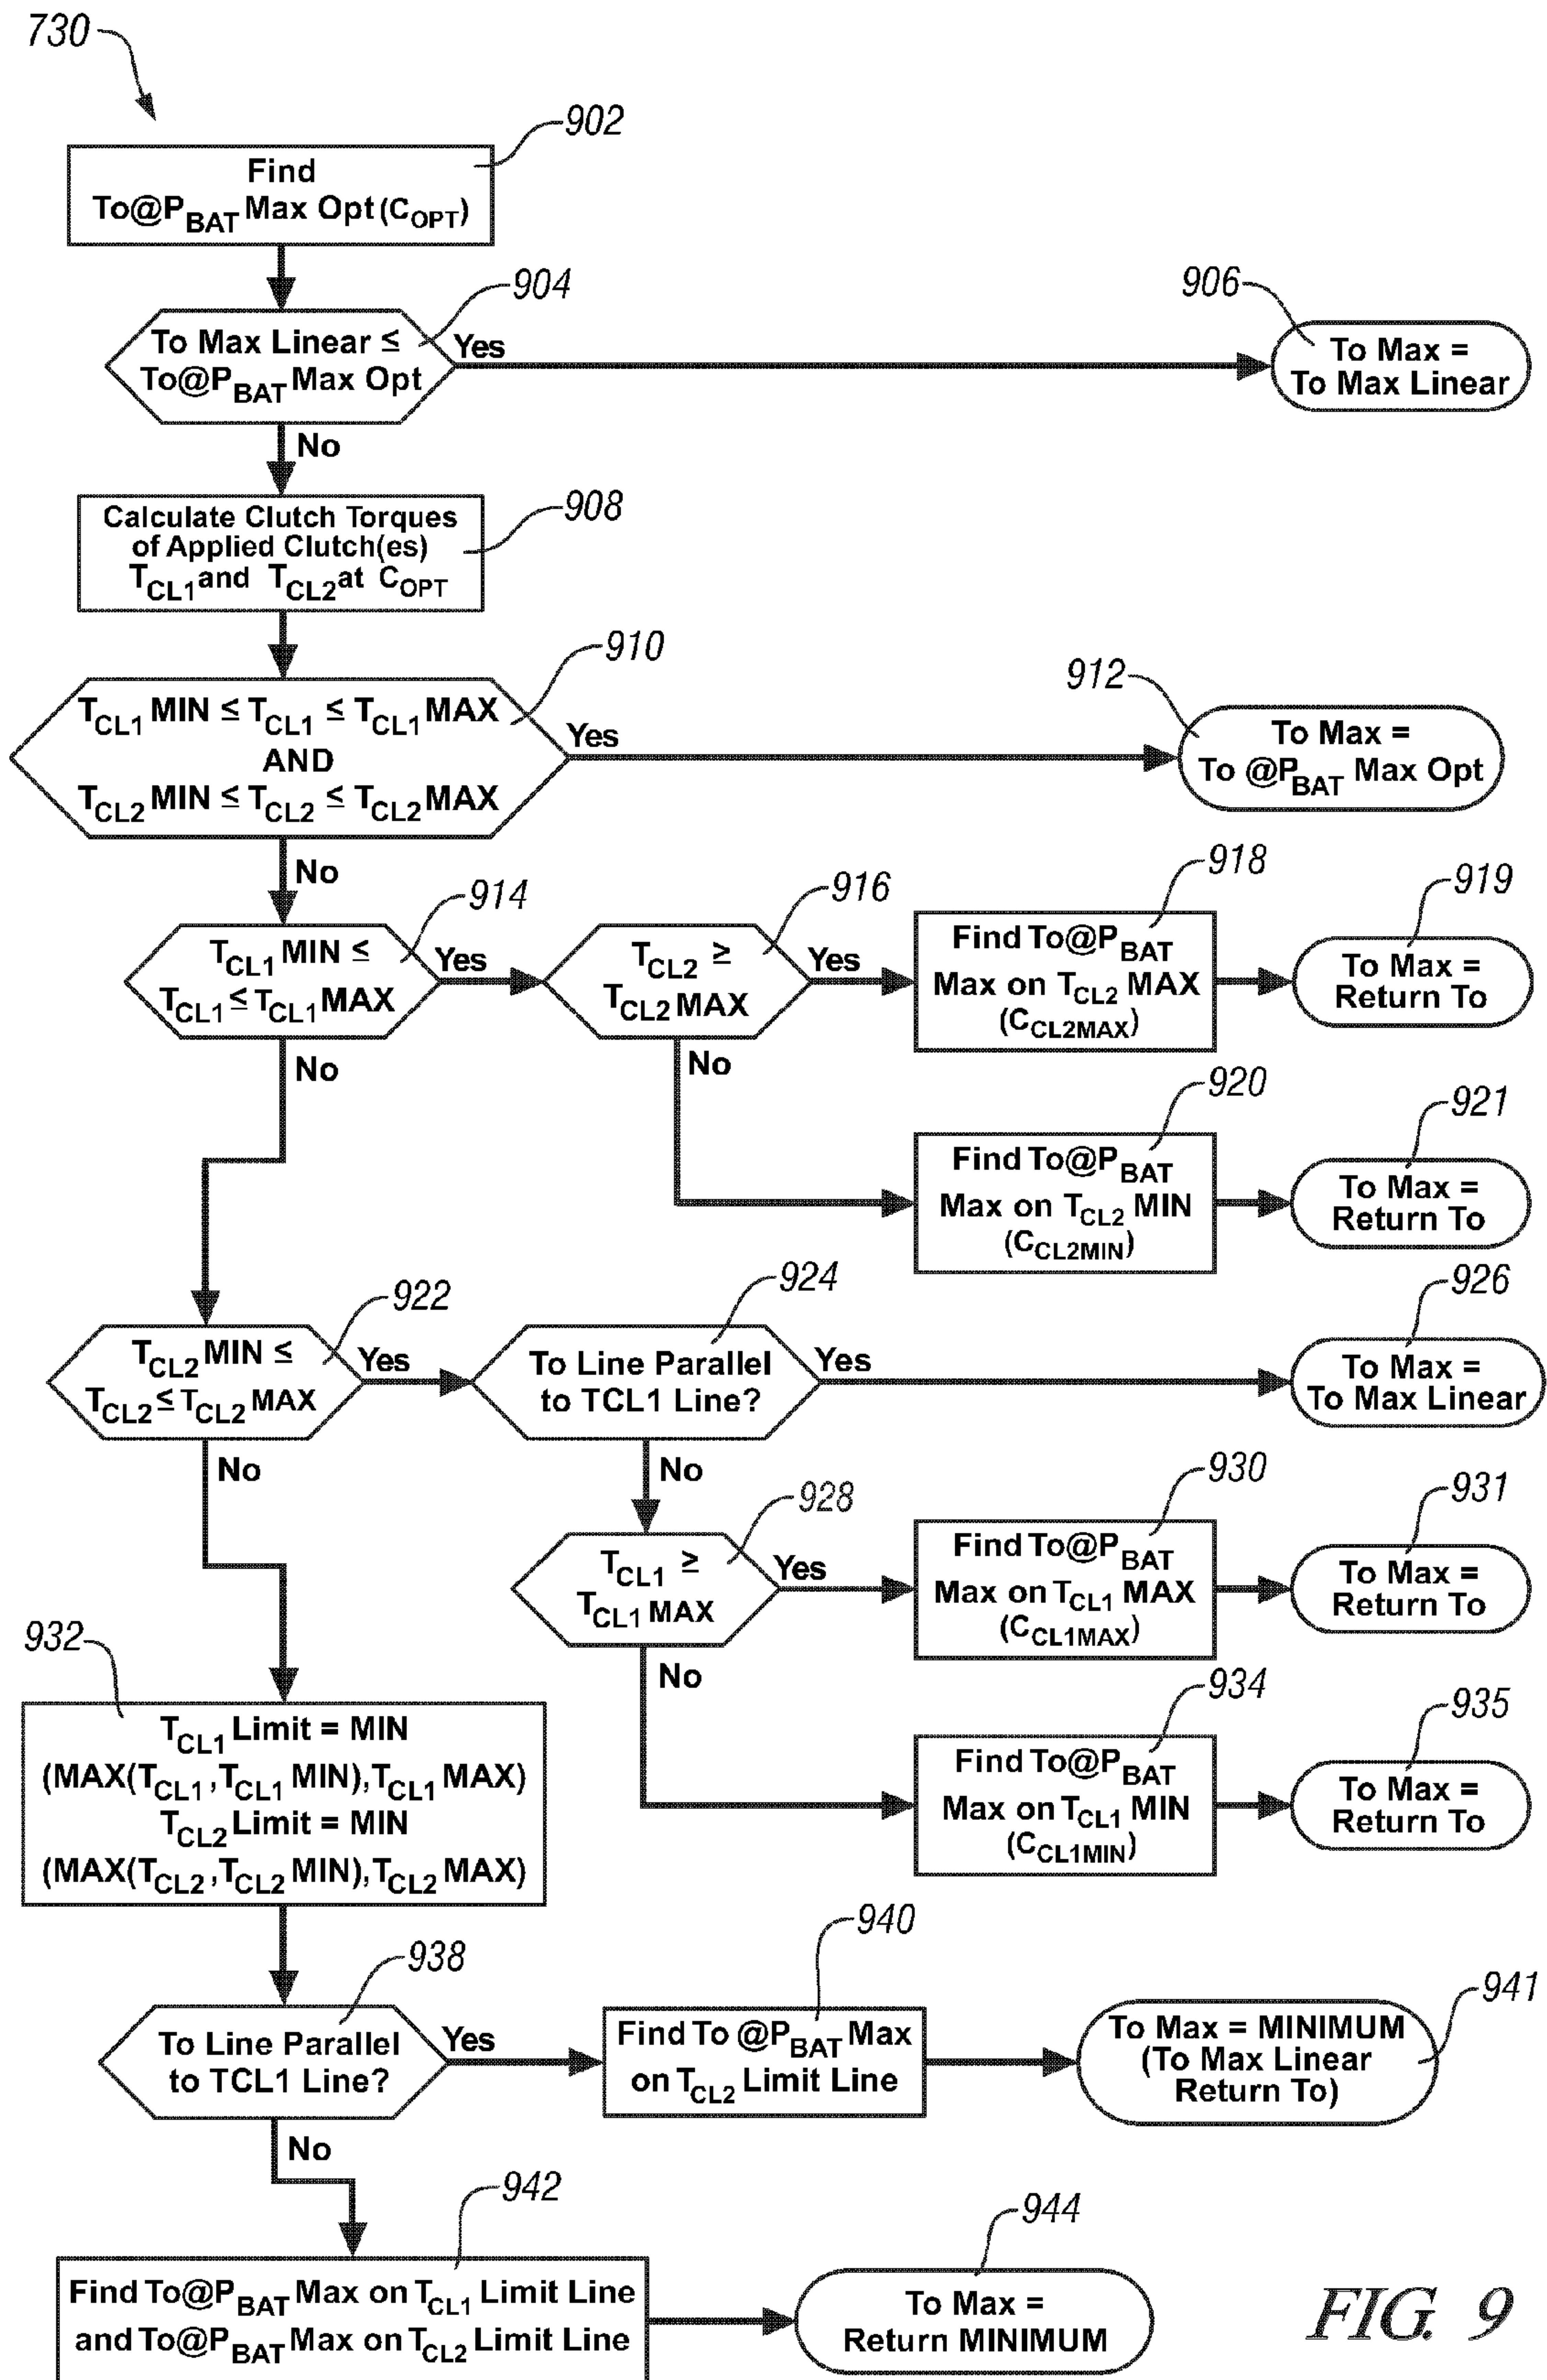 730
902
Find
To@PBAT Max Opt (COPT)
904
To Max Linear ≤
To@PBAT Max Opt
Yes
906
To Max =
To Max Linear
No
908
Calculate Clutch Torques
of Applied Clutch(es)
TCL1 and TCL2 at COPT
910
TCL1 MIN ≤ TCL1 ≤ TCL1 MAX
AND
TCL2 MIN ≤ TCL2 ≤ TCL2 MAX
Yes
912
To Max =
To @PBAT Max Opt
No
914
TCL1 MIN ≤
TCL1 ≤ TCL1 MAX
Yes
916
TCL2 ≥
TCL2 MAX
Yes
918
Find To@PBAT
Max on TCL2 MAX
(CCL2MAX)
919
To Max =
Return To
No
No
920
Find To@PBAT
Max on TCL2 MIN
(CCL2MIN)
921
To Max =
Return To
922
TCL2 MIN ≤
TCL2 ≤ TCL2 MAX
Yes
924
To Line Parallel
to TCL1 Line?
Yes
926
To Max =
To Max Linear
No
No
928
TCL1 ≥
TCL1 MAX
Yes
930
Find To@PBAT
Max on TCL1 MAX
(CCL1MAX)
931
To Max =
Return To
No
934
Find To@PBAT
Max on TCL1 MIN
(CCL1MIN)
935
To Max =
Return To
932
TCL1 Limit = MIN
(MAX(TCL1,TCL1 MIN),TCL1 MAX)
TCL2 Limit = MIN
(MAX(TCL2,TCL2 MIN),TCL2 MAX)
938
To Line Parallel
to TCL1 Line?
Yes
940
Find To @PBAT Max
on TCL2 Limit Line
941
To Max = MINIMUM
(To Max Linear
Return To)
No
942
Find To@PBAT Max on TCL1 Limit Line
and To@PBAT Max on TCL2 Limit Line
944
To Max =
Return MINIMUM
FIG. 9